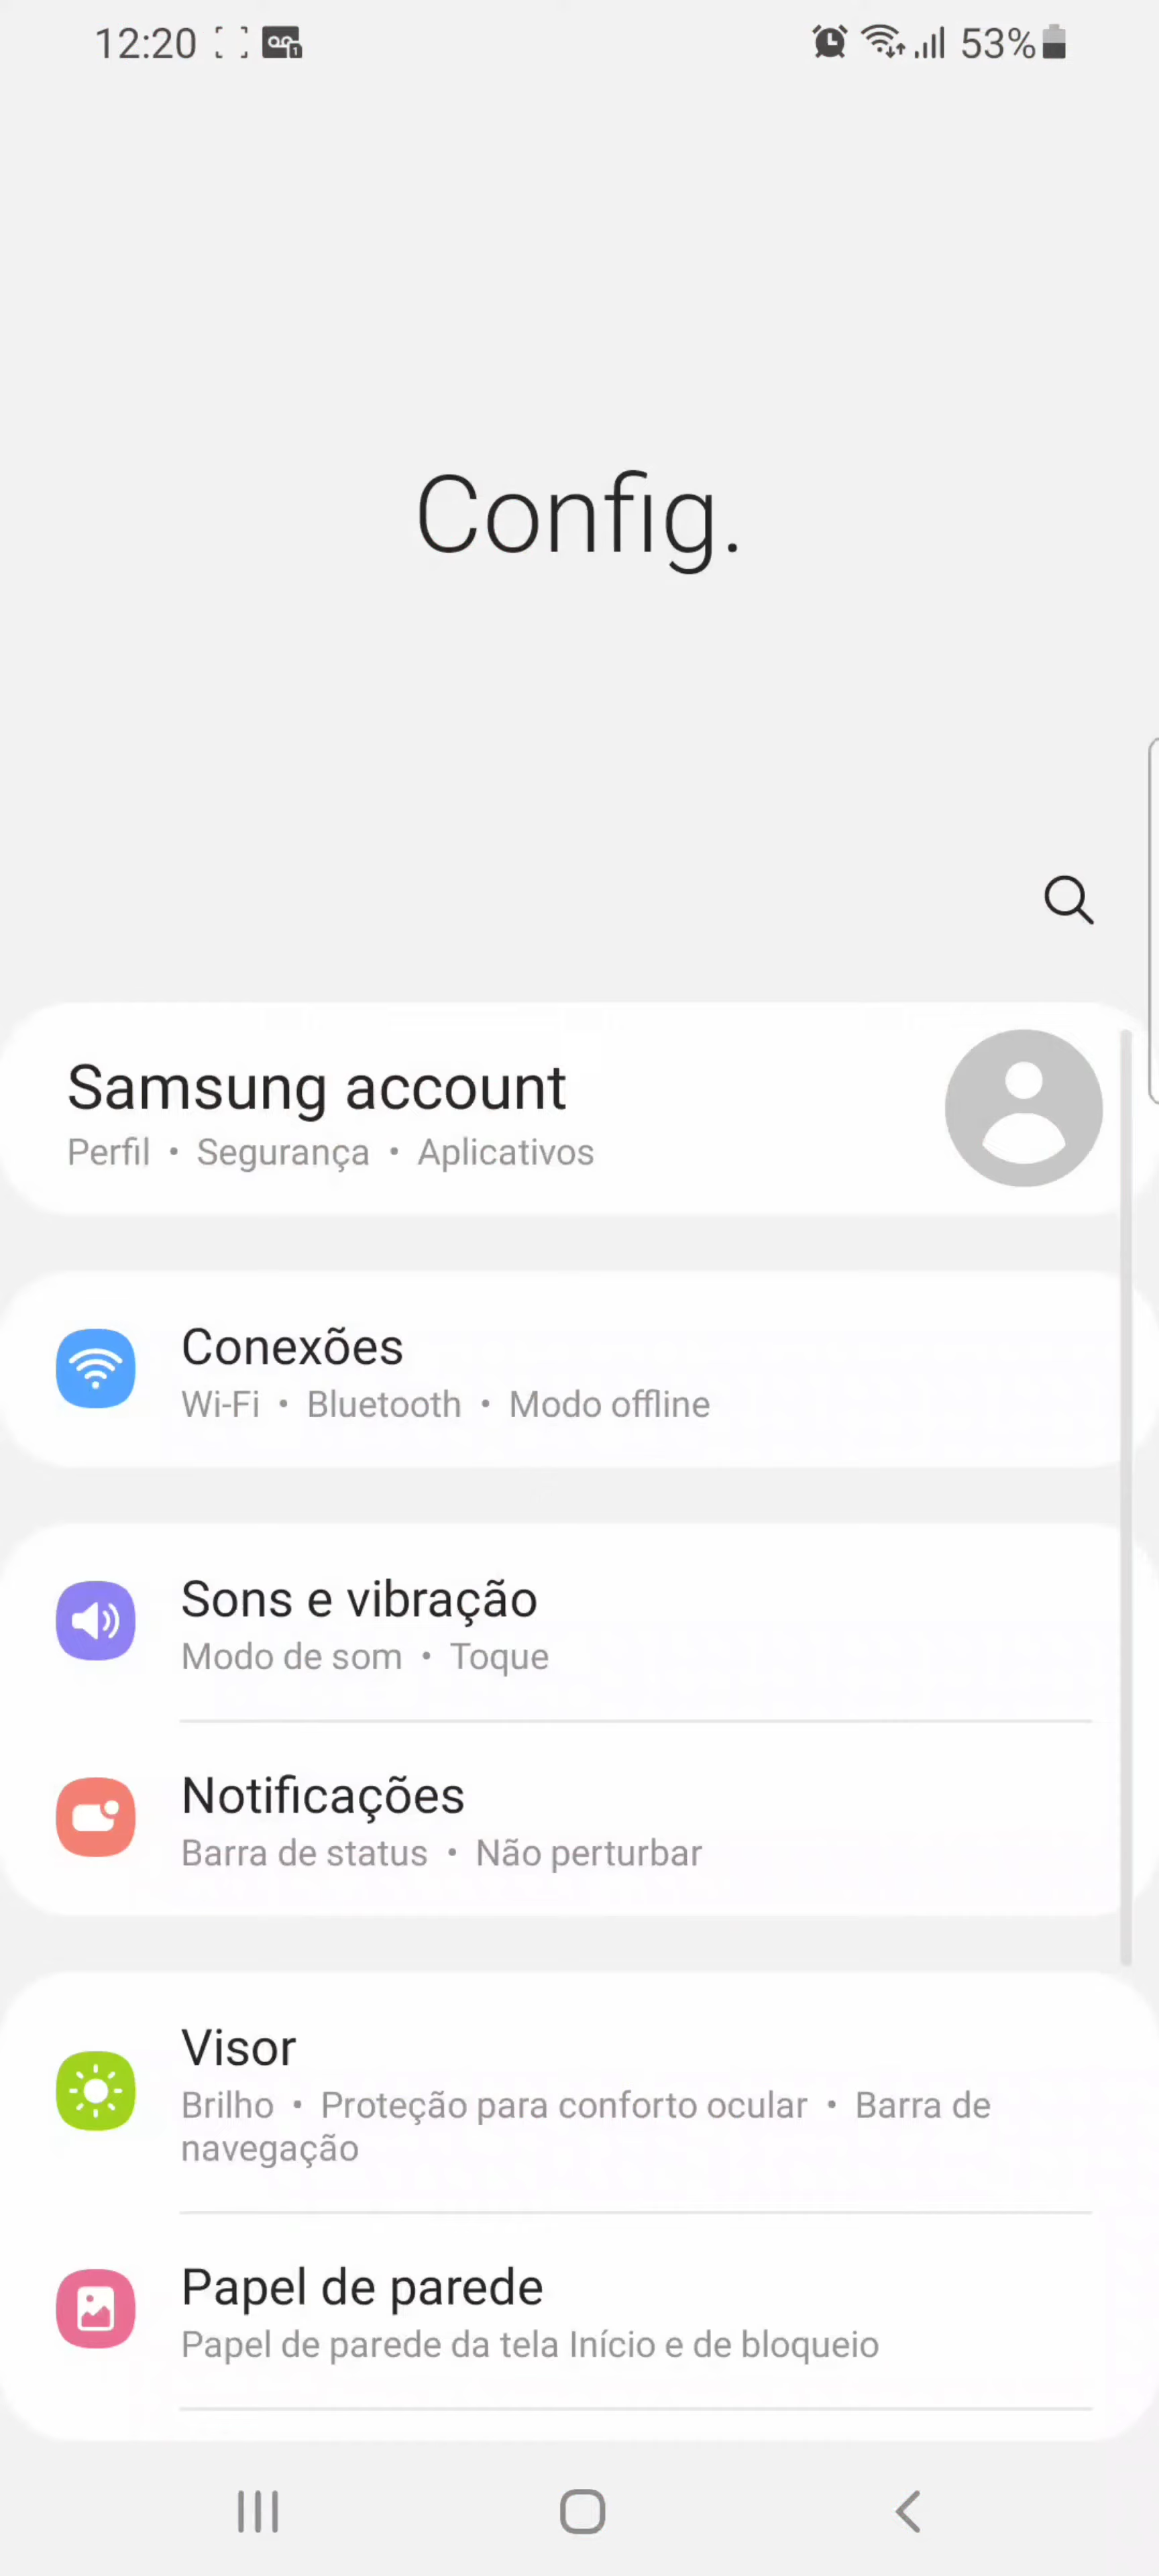 12:20 53%
Config.
Samsung account
Perfil • Segurança • Aplicativos
Conexões
Wi-Fi • Bluetooth • Modo offline
Sons e vibração
Modo de som • Toque
Notificações
Barra de status • Não perturbar
Visor
Brilho • Proteção para conforto ocular • Barra de
navegação
Papel de parede
Papel de parede da tela Início e de bloqueio